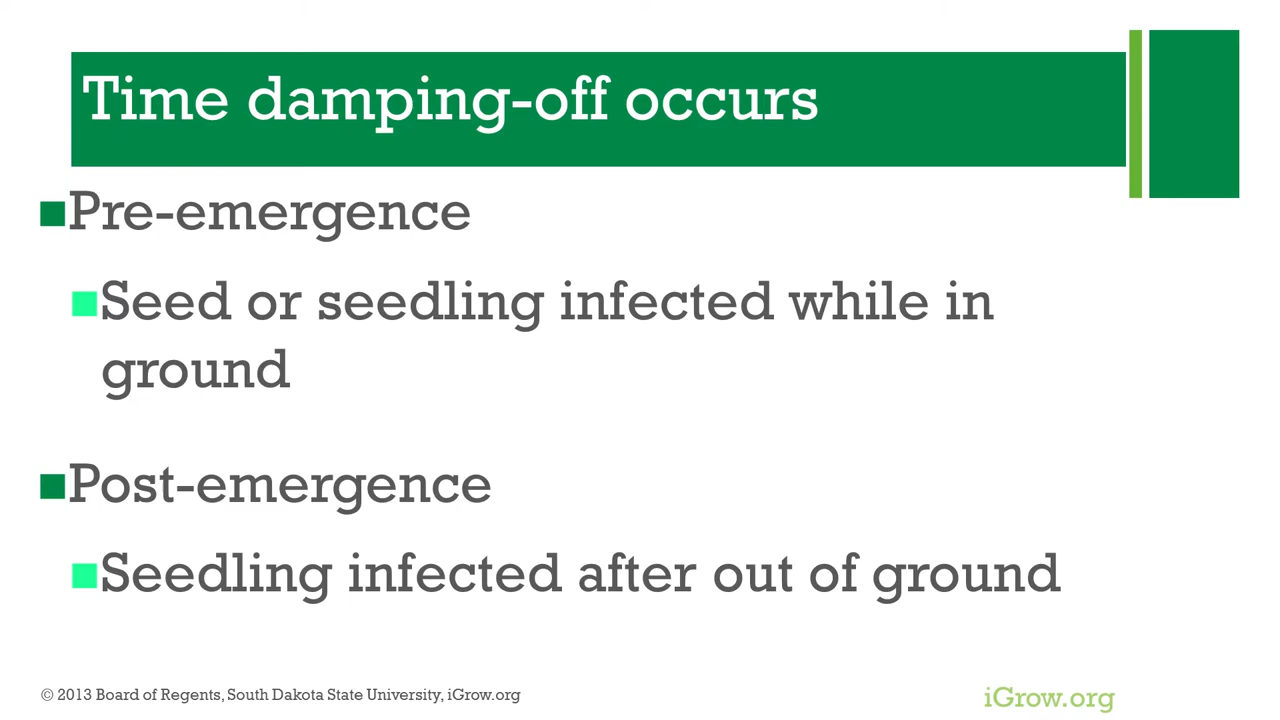 Time damping-off occurs
Pre-emergence
Seed or seedling infected while in
ground
Post-emergence
Seedling infected after out of ground
© 2013 Board of Regents, South Dakota State University, iGrow.org
iGrow.org